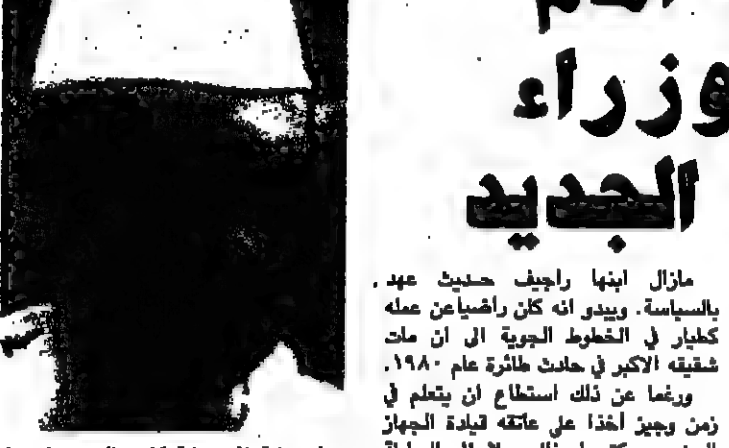 وزراء
الجديد
مازال ابنها راجيف حديث عهد
بالسياسة. ويبدو انه كان راضيا عن عمله
كطيار في الخطوط الجوية الى ان مات
شقيقه الاكبر في حادث طائرة عام ١٩٨٠.
ورغما عن ذلك استطاع ان يتعلم في
زمن وجيز أخذا على عاتقه قيادة الجهاز